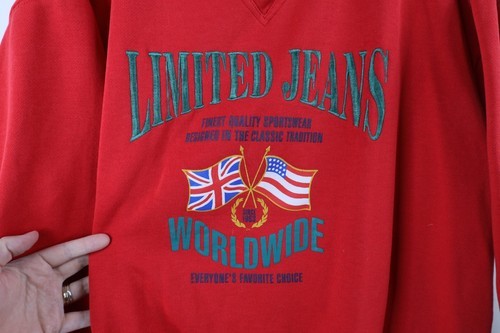 LIMITED JEANS
FINEST QUALITY SPORTSWEAR
DESIGNED IN THE CLASSIC TRADITION
WORLDWIDE
EVERYONE'S FAVORITE CHOICE